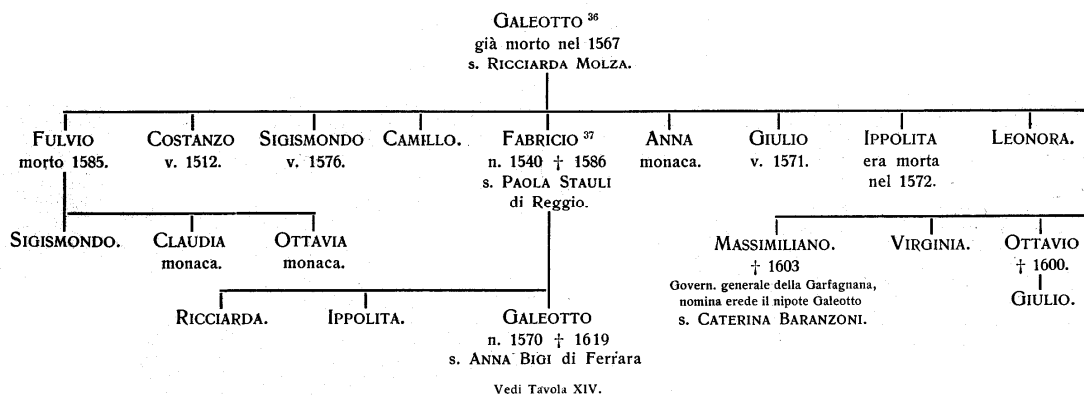 GALEOTTO 36
già morto nel 1567
s. RICCIARDA MOLZA.
FULVIO COSTANZO SIGISMONDO CAMILLO. FABRICIO 37 ANNA GIULIO IPPOLITA LEONORA.
morto 1585. v. 1512. v. 1576. n. 1540 † 1586 monaca. v. 1571. era morta
s. PAOLA STAULI nel 1572.
di Reggio.
SIGISMONDO. CLAUDIA OTTAVIA MASSIMILIANO. VIRGINIA. OTTAVIO
monaca. monaca. † 1603 † 1600.
Govern. generale della Garfagnana,
nomina erede il nipote Galeotto GIULIO.
s. CATERINA BARANZONI.
RICCIARDA. IPPOLITA. GALEOTTO
n. 1570 † 1619
s. ANNA BIGI di Ferrara
Vedi Tavola XIV.